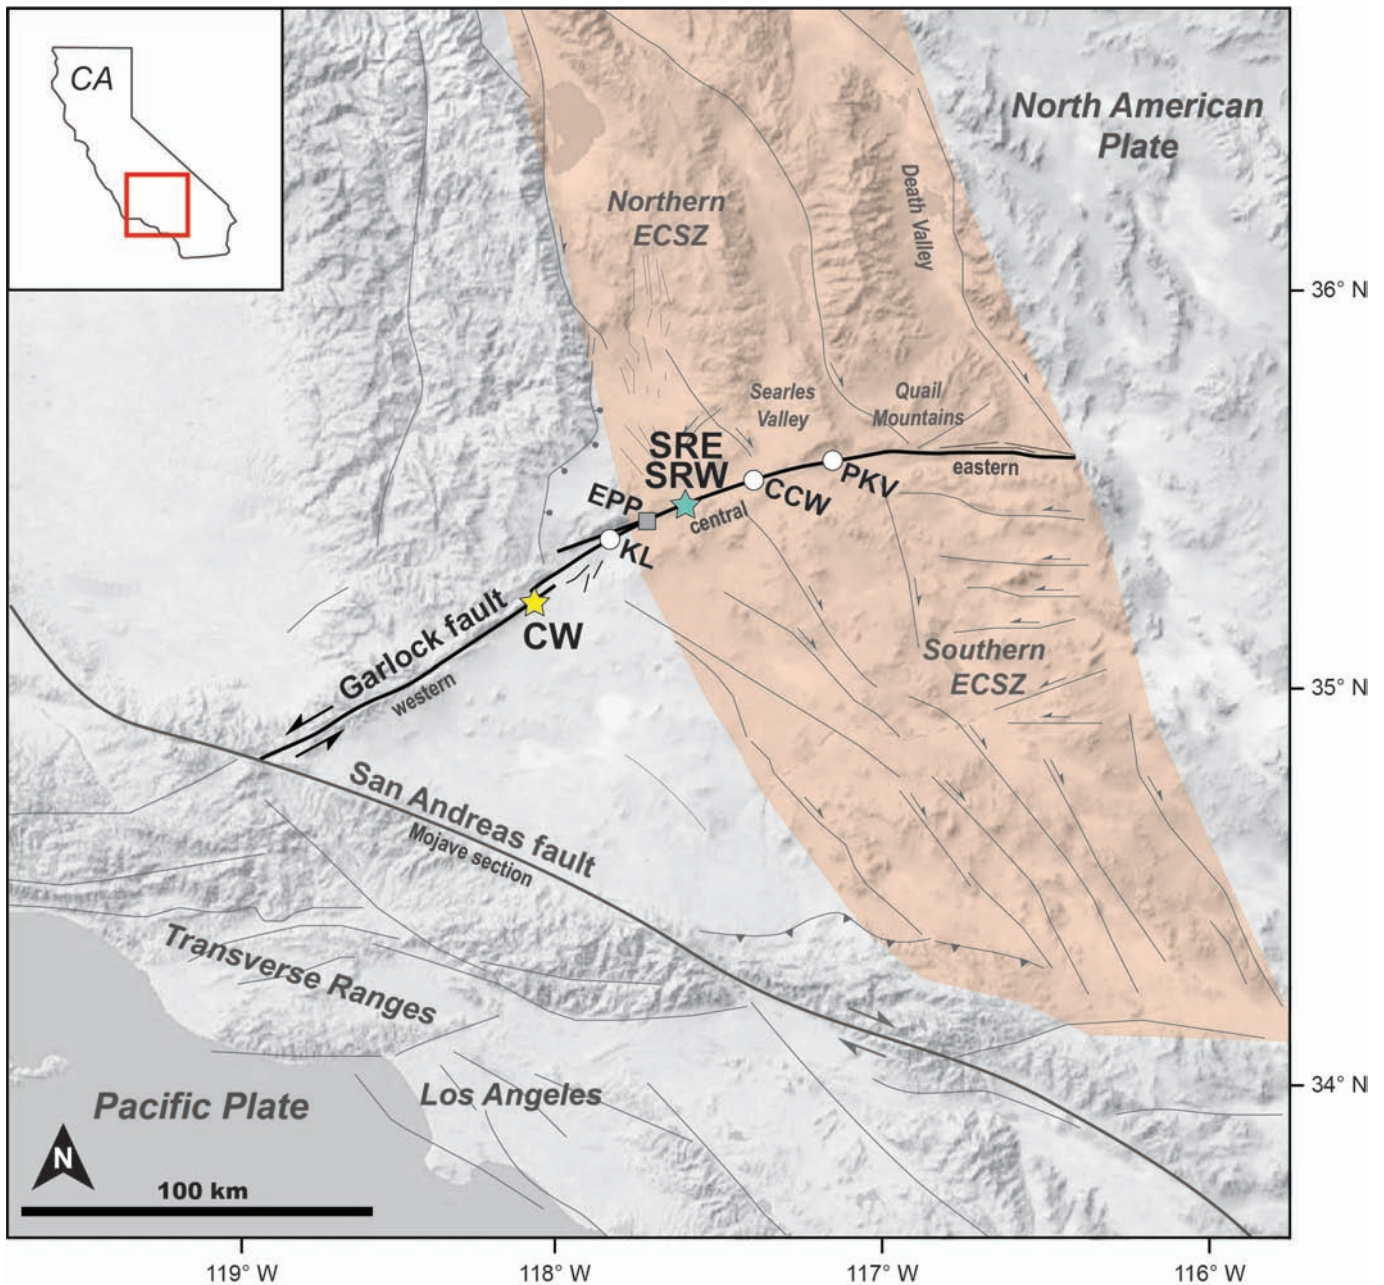 CA
North American
Plate
Death Valley
Northern
ECSZ
36° N
Searles
Valley
Quail
Mountains
SRE
SRW
eastern
PKV
CCW
EPP
central
KL
Garlock fault
CW
western
Southern
ECSZ
35° N
San Andreas fault
Mojave section
Transverse Ranges
34° N
Los Angeles
Pacific Plate
N
100 km
119° W
118° W
117° W
116° W